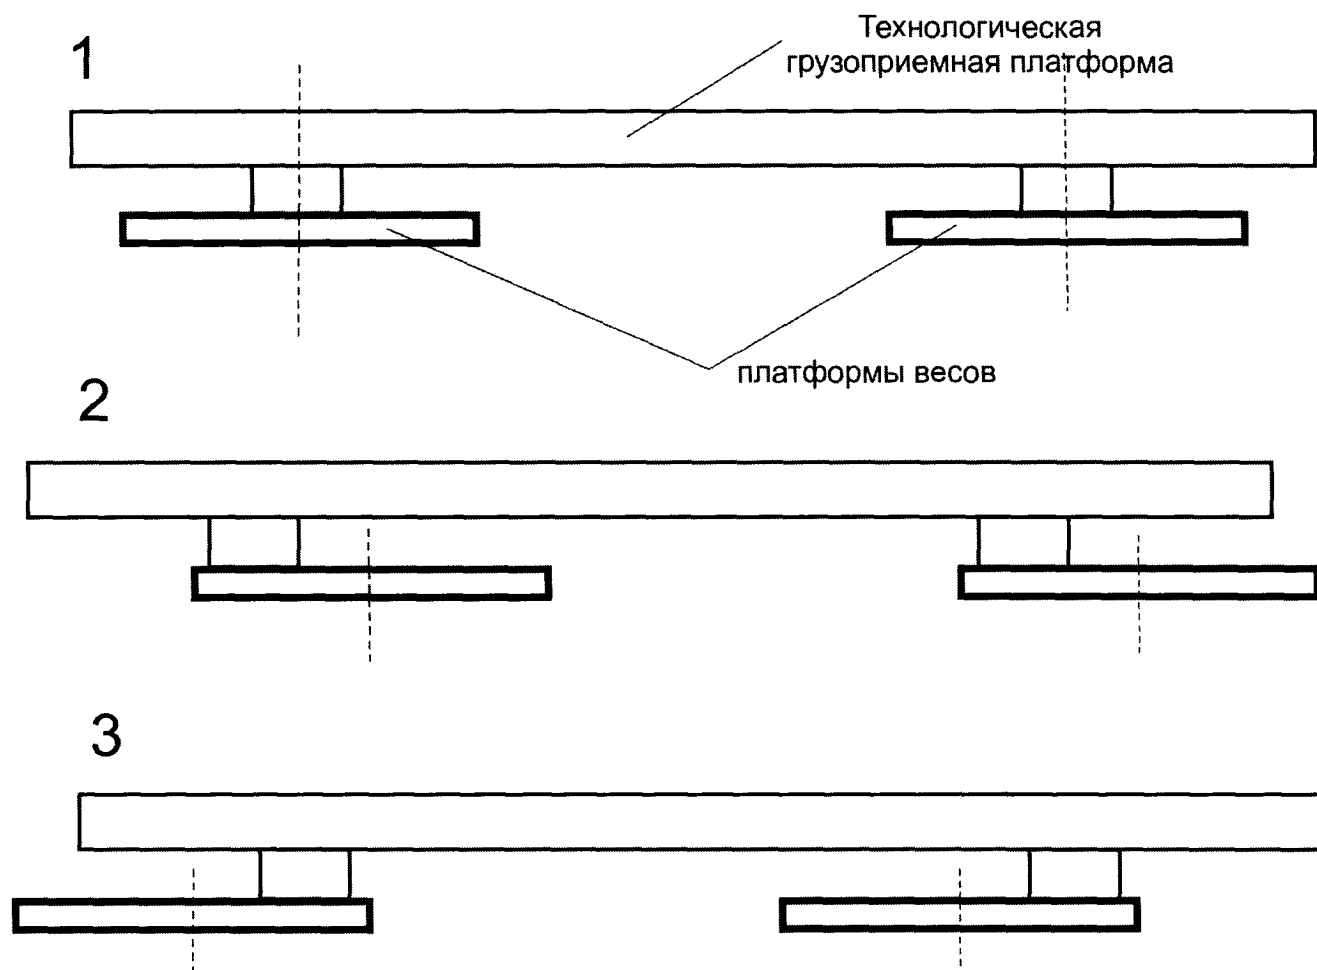 1
Технологическая
грузоприемная платформа
платформы весов
2
3